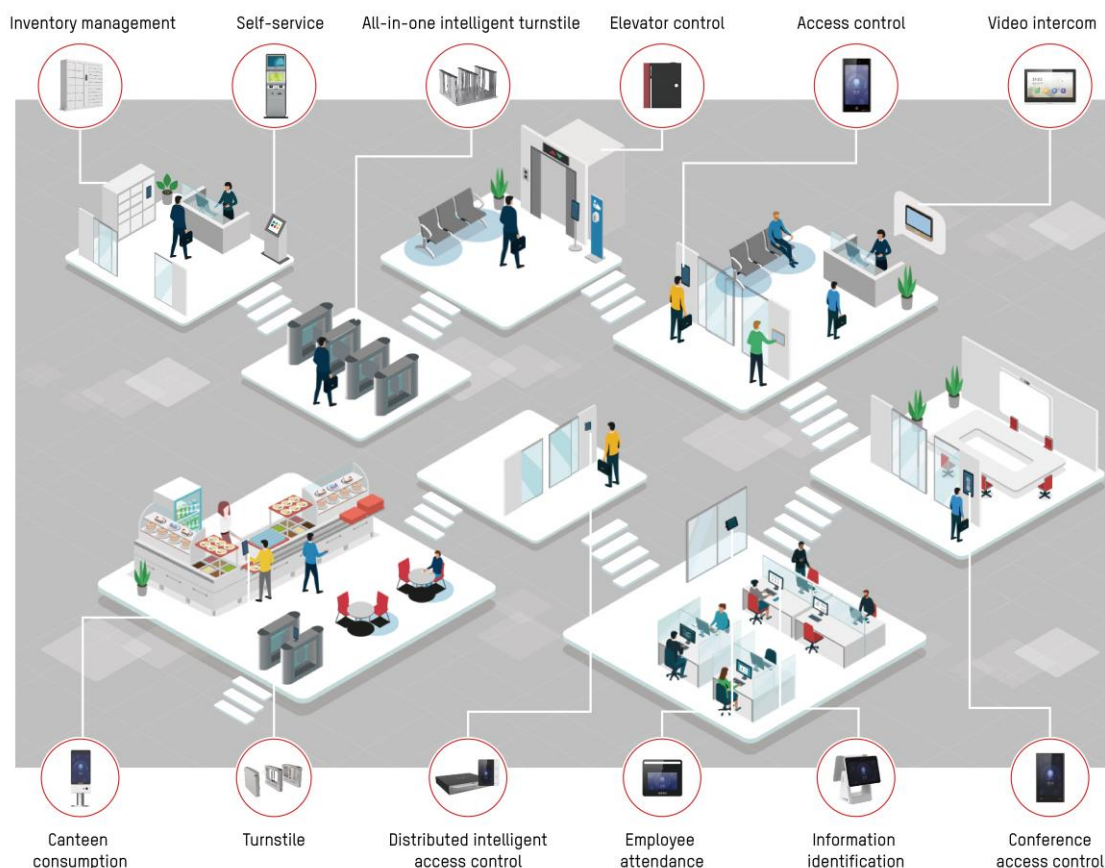 Inventory management
Self-service
All-in-one intelligent turnstile
Elevator control
Access control
Video intercom
Canteen
consumption
Turnstile
Distributed intelligent
access control
Employee
attendance
Information
identification
Conference
access control